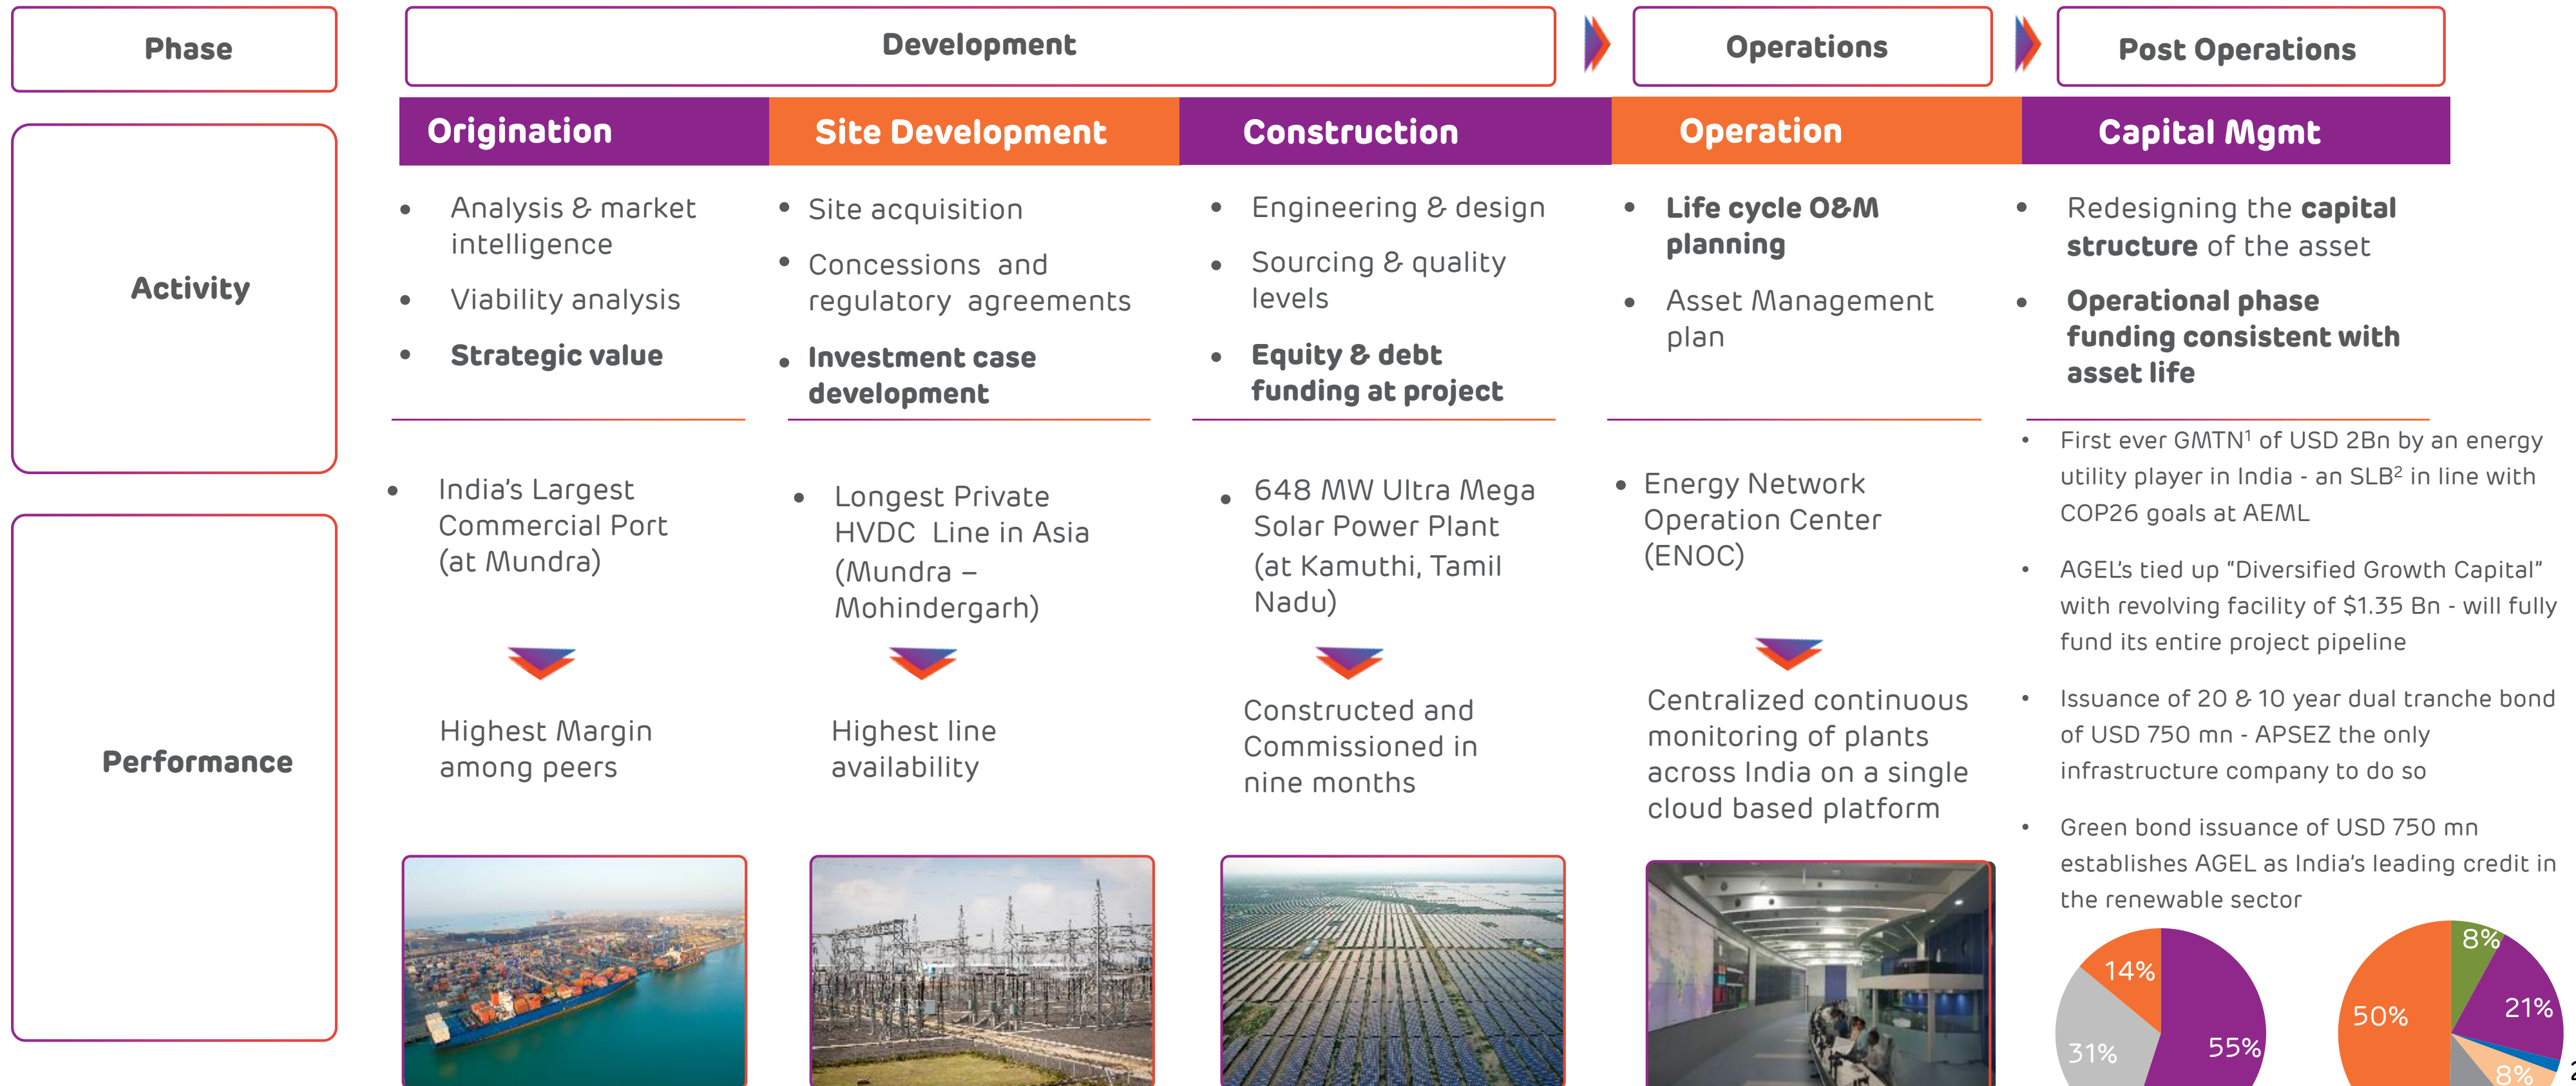 Phase
Development
Operations
Post Operations
Activity
Origination
Site Development
Construction
Operation
Capital Mgmt
• Analysis & market
intelligence
• Viability analysis
• Strategic value
• Site acquisition
• Concessions and
regulatory agreements
• Investment case
development
• Engineering & design
• Sourcing & quality
levels
• Equity & debt
funding at project
• Life cycle O&M
planning
• Asset Management
plan
• Redesigning the capital
structure of the asset
• Operational phase
funding consistent with
asset life
Performance
• India's Largest
Commercial Port
(at Mundra)
Highest Margin
among peers
• Longest Private
HVDC Line in Asia
(Mundra –
Mohindergarh)
Highest line
availability
• 648 MW Ultra Mega
Solar Power Plant
(at Kamuthi, Tamil
Nadu)
Constructed and
Commissioned in
nine months
• Energy Network
Operation Center
(ENOC)
Centralized continuous
monitoring of plants
across India on a single
cloud based platform
• First ever GMTN¹ of USD 2Bn by an energy
utility player in India - an SLB² in line with
COP26 goals at AEML
• AGEL's tied up "Diversified Growth Capital"
with revolving facility of $1.35 Bn - will fully
fund its entire project pipeline
• Issuance of 20 & 10 year dual tranche bond
of USD 750 mn - APSEZ the only
infrastructure company to do so
• Green bond issuance of USD 750 mn
establishes AGEL as India's leading credit in
the renewable sector
14%
31%
55%
8%
50%
21%
8%